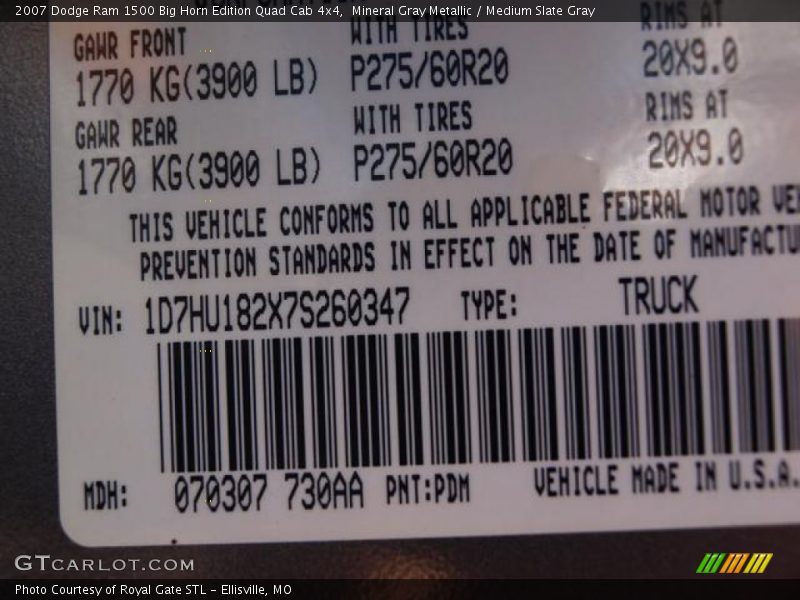 2007 Dodge Ram 1500 Big Horn Edition Quad Cab 4x4, Mineral Gray Metallic / Medium Slate Gray
GAWR FRONT WITH TIRES RIMS AT
1770 KG(3900 LB) P275/60R20 20X9.0
GAWR REAR WITH TIRES RIMS AT
1770 KG(3900 LB) P275/60R20 20X9.0
THIS VEHICLE CONFORMS TO ALL APPLICABLE FEDERAL MOTOR VE
PREVENTION STANDARDS IN EFFECT ON THE DATE OF MANUFACTU
VIN: 1D7HU182X7S260347 TYPE: TRUCK
MDH: 070307 730AA PNT:PDM VEHICLE MADE IN U.S.A.
GTCARLOT.COM
Photo Courtesy of Royal Gate STL - Ellisville, MO